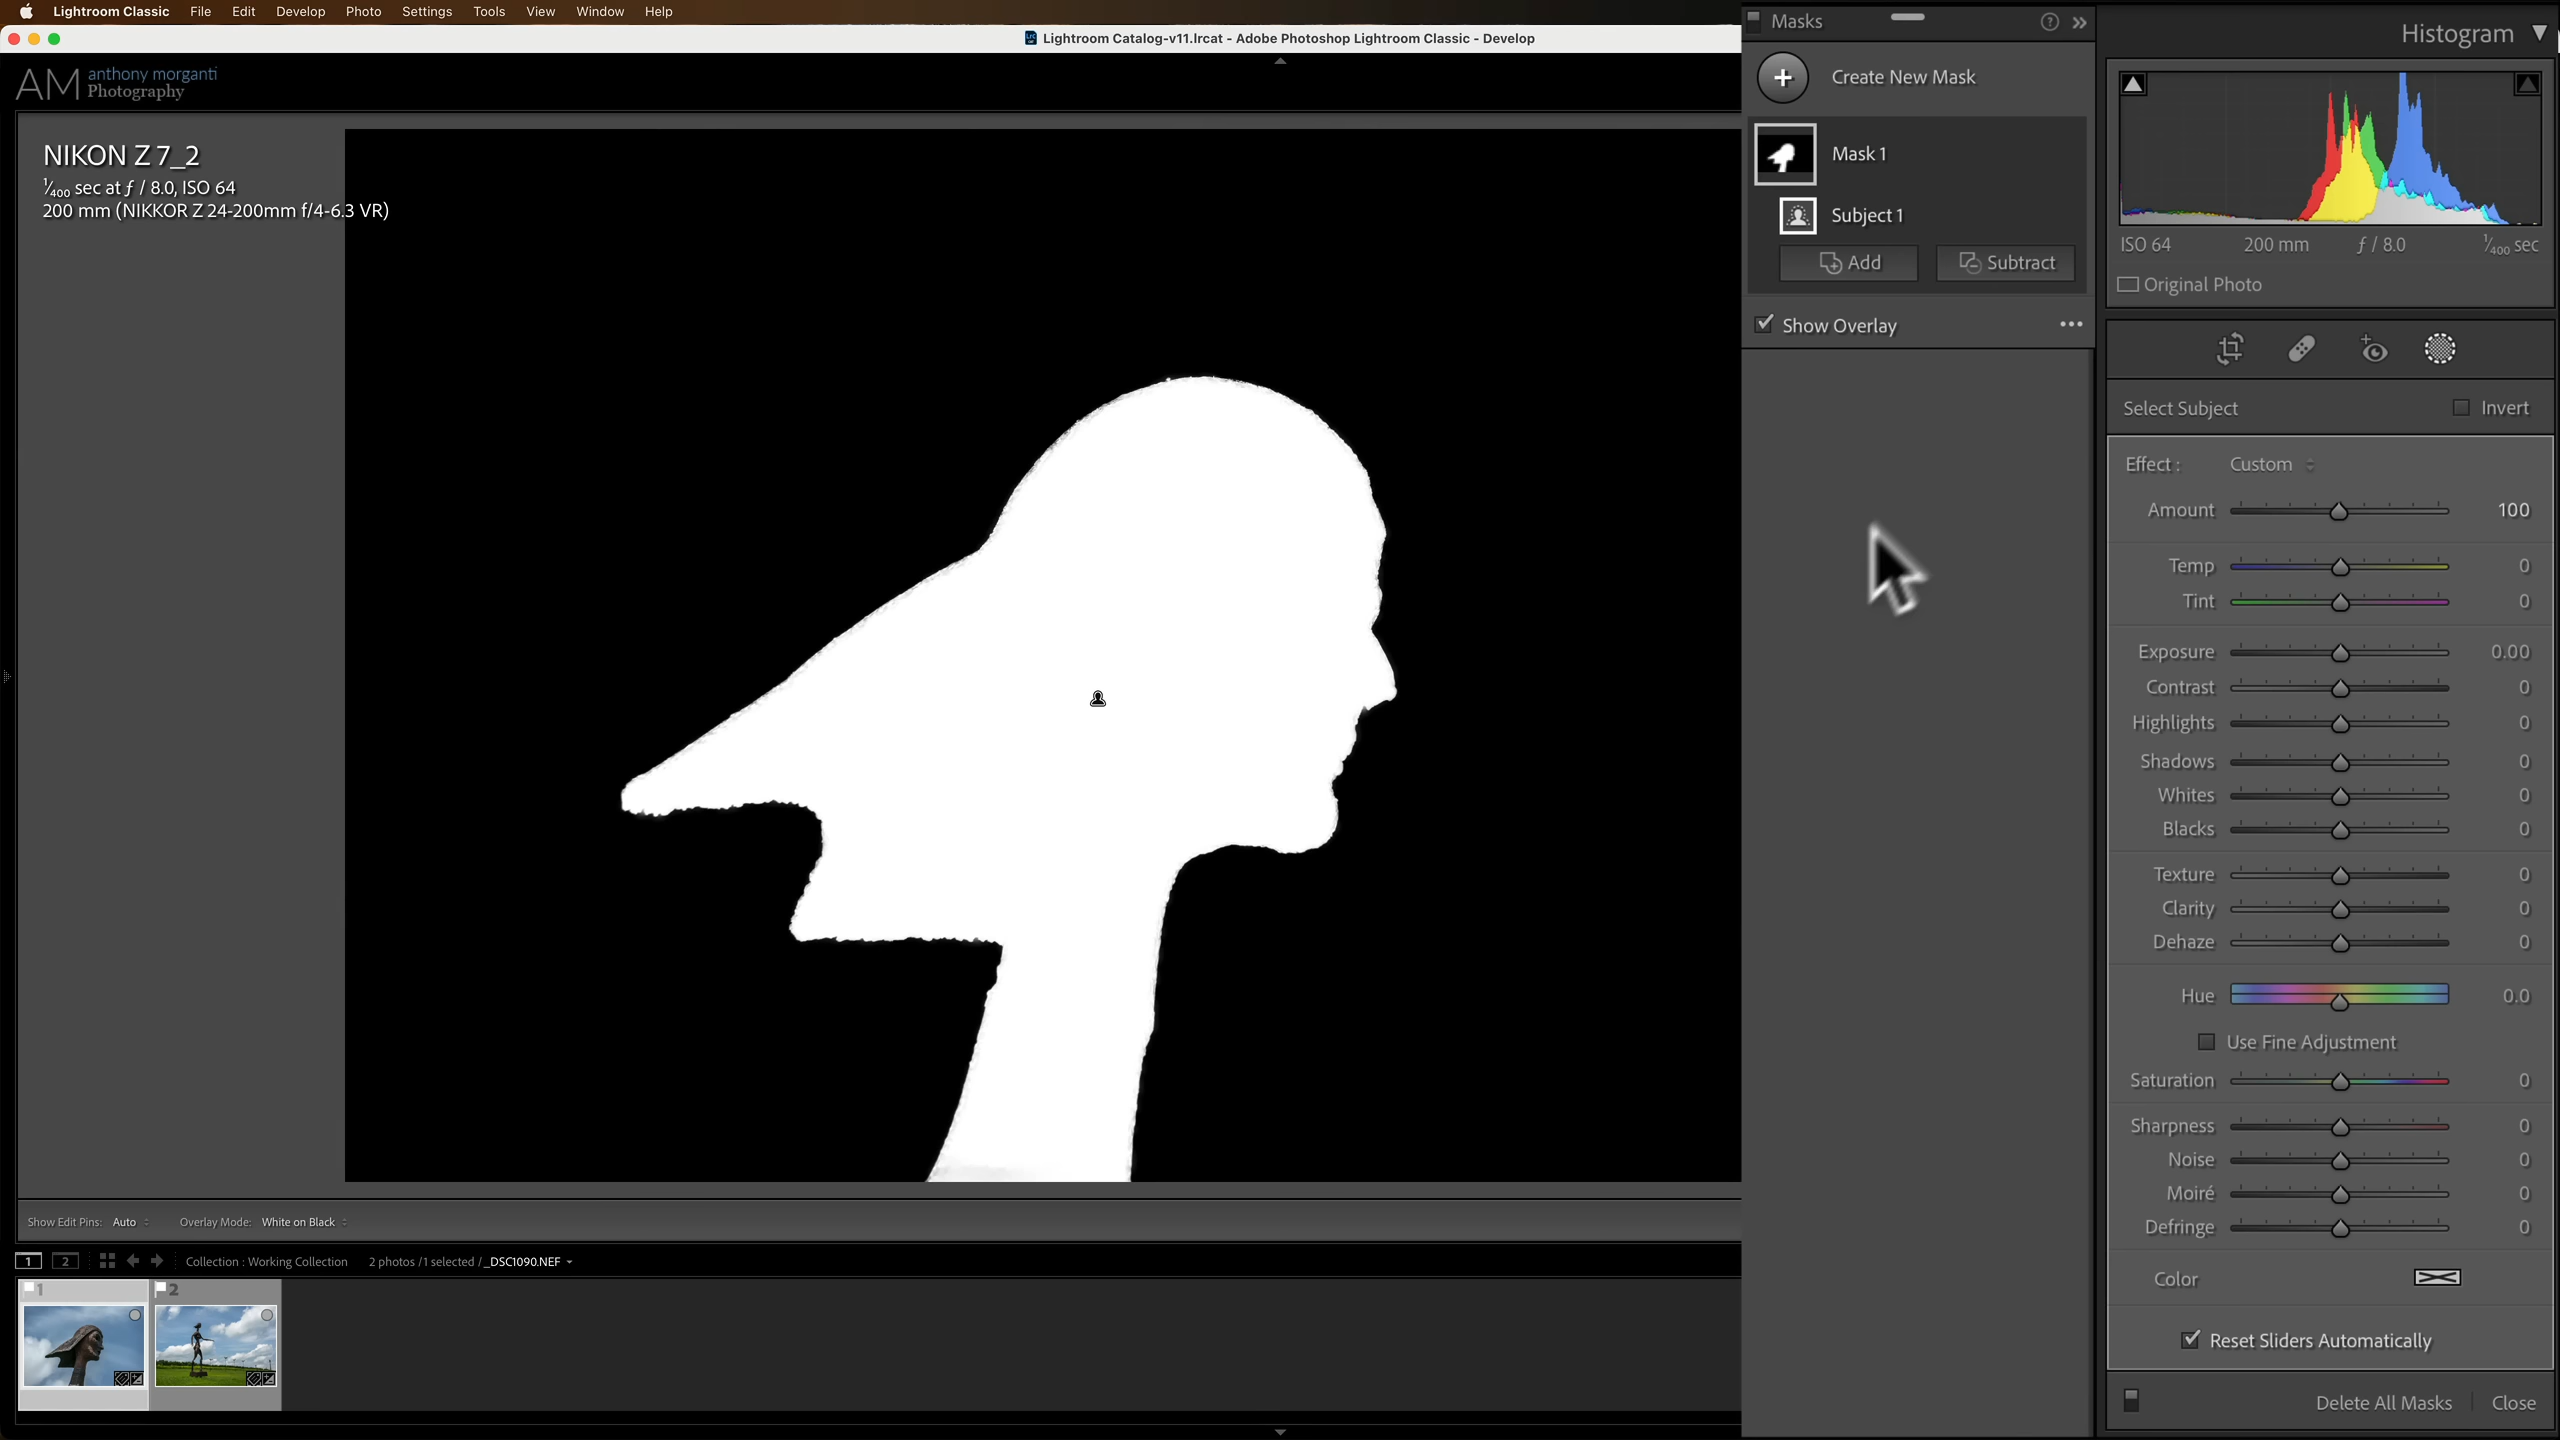 Lightroom Classic File Edit Develop Photo Settings Tools View Window Help
Lightroom Catalog-v11.lrcat - Adobe Photoshop Lightroom Classic - Develop
AM anthony morganti
Photography
NIKON Z 7_2
1/400 sec at ƒ / 8.0, ISO 64
200 mm (NIKKOR Z 24-200mm f/4-6.3 VR)
Masks
Create New Mask
Mask 1
Subject 1
Add Subtract
Show Overlay
Histogram
ISO 64 200 mm ƒ / 8.0 1/400 sec
Original Photo
Select Subject Invert
Effect : Custom
Amount 100
Temp 0
Tint 0
Exposure 0.00
Contrast 0
Highlights 0
Shadows 0
Whites 0
Blacks 0
Texture 0
Clarity 0
Dehaze 0
Hue 0.0
Use Fine Adjustment
Saturation 0
Sharpness 0
Noise 0
Moiré 0
Defringe 0
Color
Reset Sliders Automatically
Delete All Masks Close
Show Edit Pins: Auto Overlay Mode: White on Black
1 2 Collection : Working Collection 2 photos /1 selected /_DSC1090.NEF
1 2